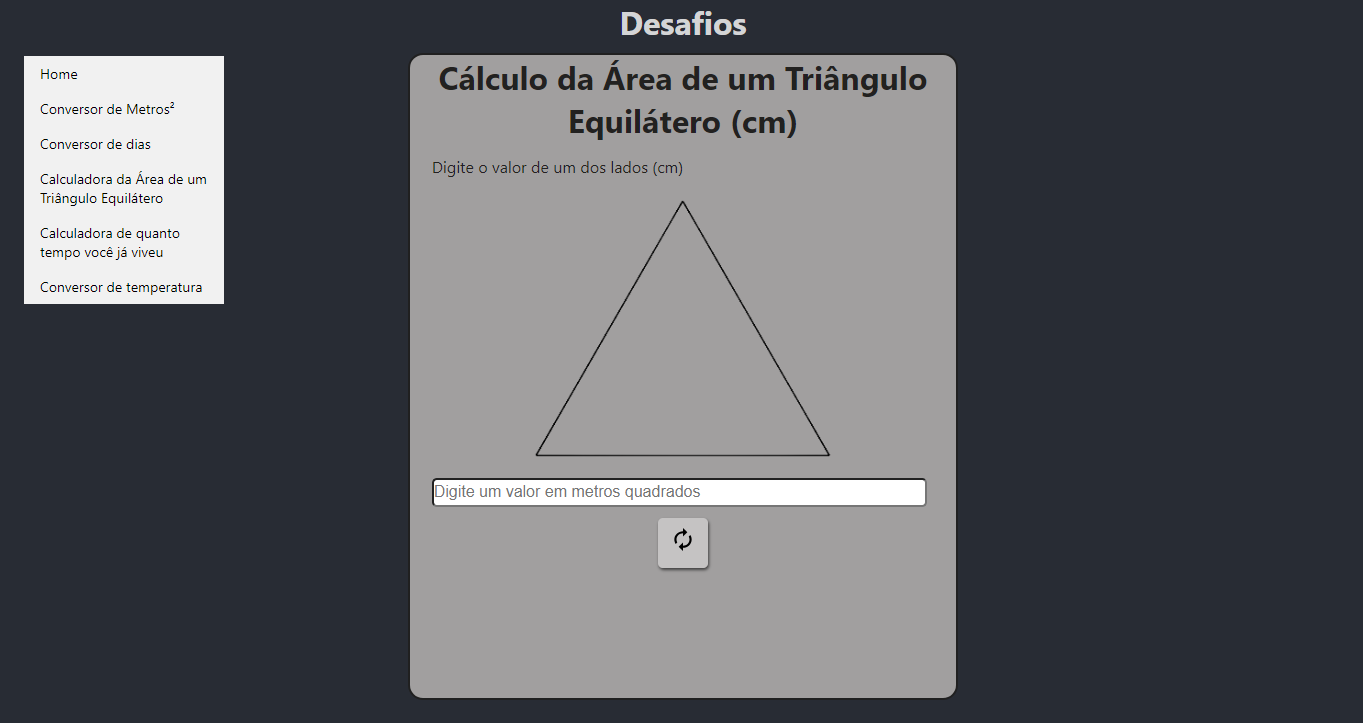 Desafios
Home
Conversor de Metros²
Conversor de dias
Calculadora da Área de um
Triângulo Equilátero
Calculadora de quanto
tempo você já viveu
Conversor de temperatura
Cálculo da Área de um Triângulo
Equilátero (cm)
Digite o valor de um dos lados (cm)
Digite um valor em metros quadrados